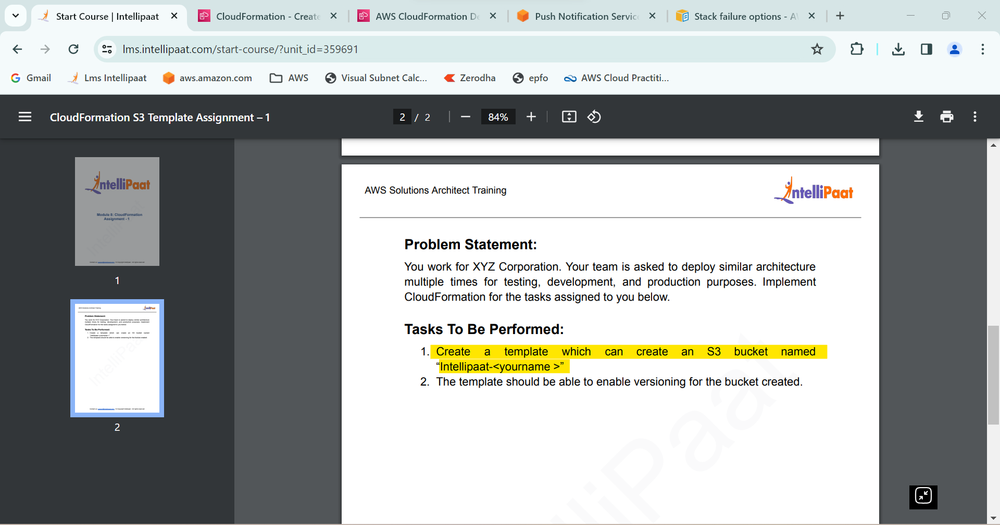 Start Course | Intellipaat
CloudFormation - Create
AWS CloudFormation De
Push Notification Servic
Stack failure options - A
lms.intellipaat.com/start-course/?unit_id=359691
Gmail
Lms Intellipaat
aws.amazon.com
AWS
Visual Subnet Calc...
Zerodha
epfo
AWS Cloud Practiti...
CloudFormation S3 Template Assignment – 1
2 / 2
84%
IntelliPaat
Module 8: CloudFormation
Assignment - 1
1
AWS Solutions Architect Training
IntelliPaat
Problem Statement:
You work for XYZ Corporation. Your team is asked to deploy similar architecture
multiple times for testing, development, and production purposes. Implement
CloudFormation for the tasks assigned to you below.
Tasks To Be Performed:
1. Create a template which can create an S3 bucket named
“Intellipaat-<yourname >”
2. The template should be able to enable versioning for the bucket created.
2